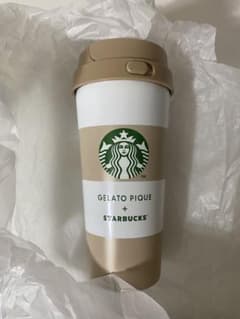 GELATO PIQUE
+
STARBUCKS